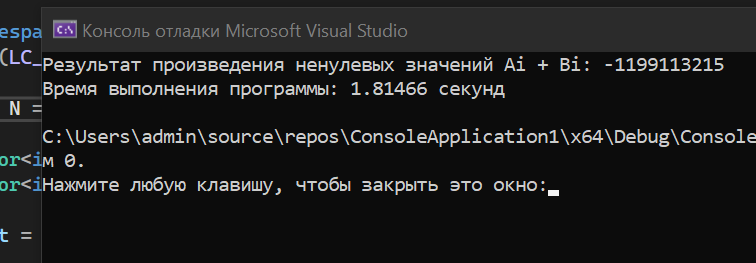 Консоль отладки Microsoft Visual Studio
espa
(LC_
Результат произведения ненулевых значений Ai + Bi: -1199113215
Время выполнения программы: 1.81466 секунд
N =
C:\Users\admin\source\repos\ConsoleApplication1\x64\Debug\Console
or<i
м 0.
or<i
Нажмите любую клавишу, чтобы закрыть это окно:
t =